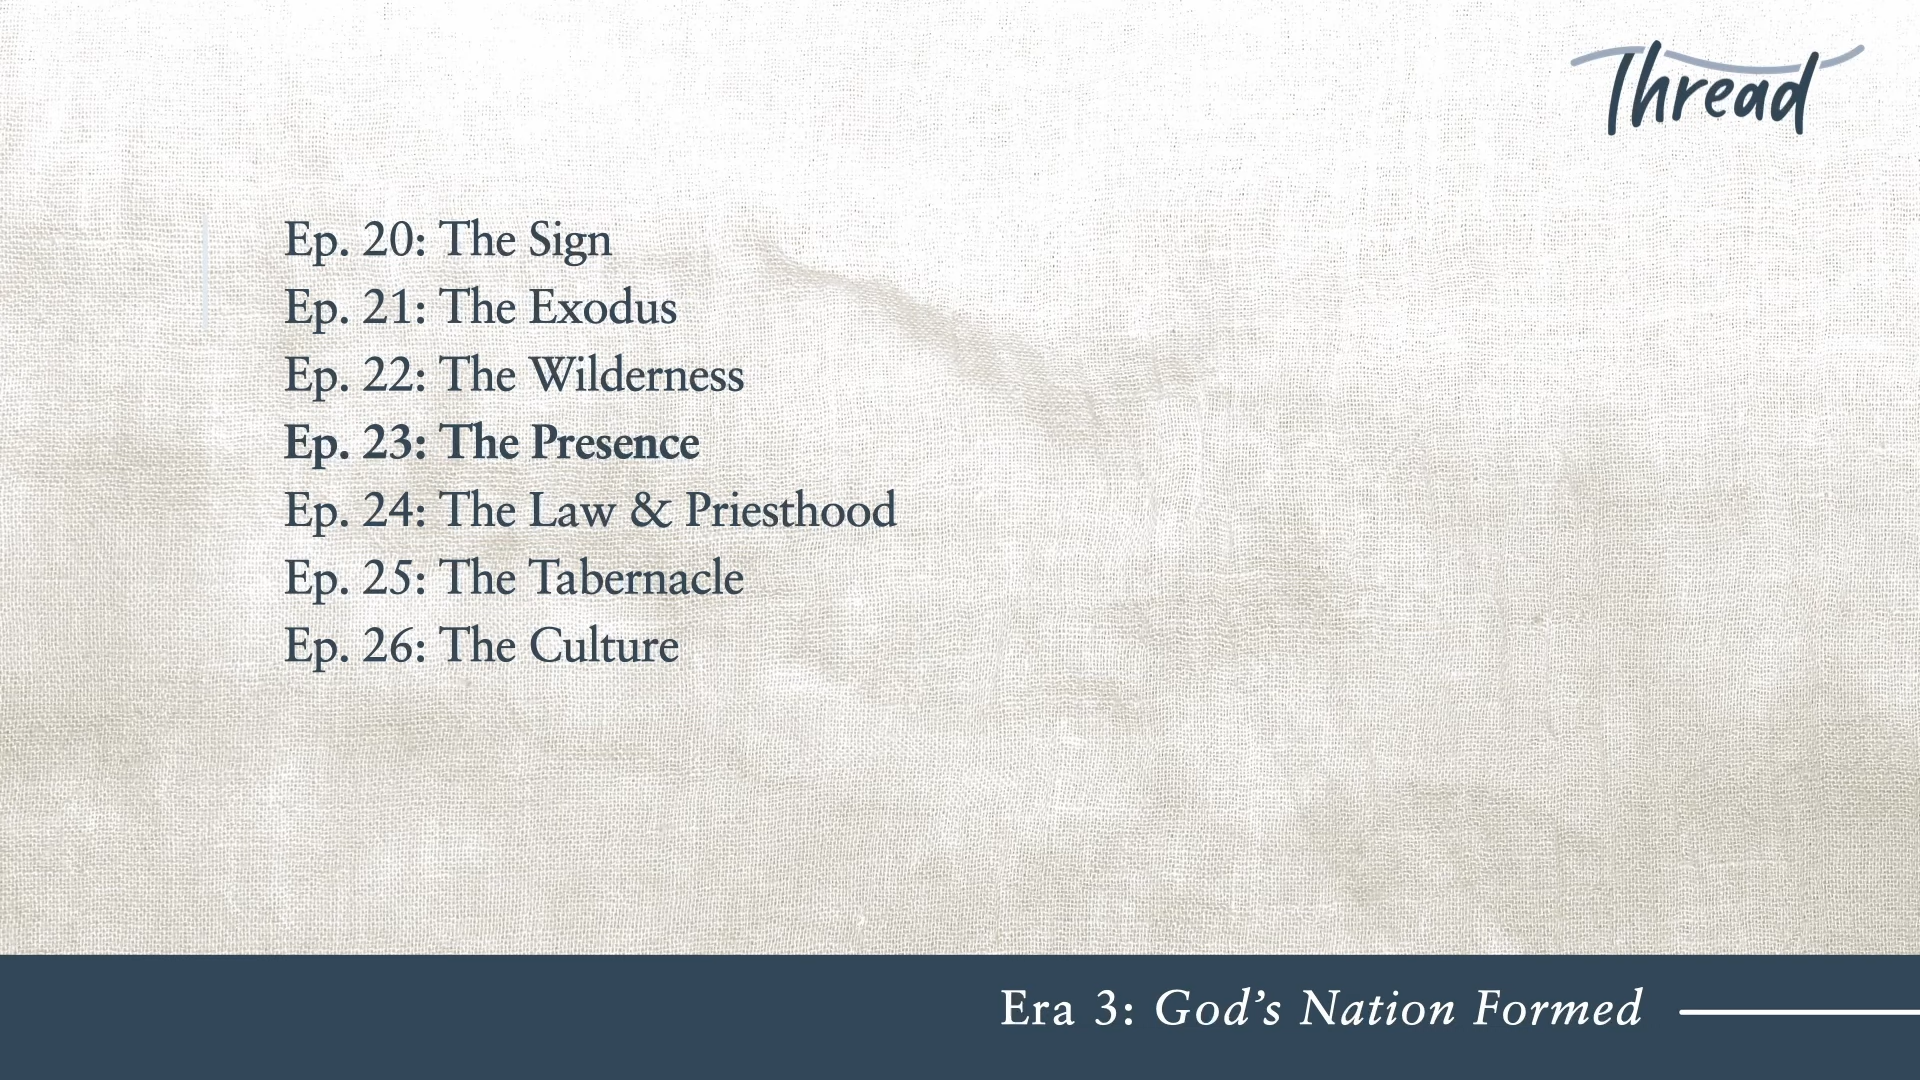 Thread
Ep. 20: The Sign
Ep. 21: The Exodus
Ep. 22: The Wilderness
Ep. 23: The Presence
Ep. 24: The Law & Priesthood
Ep. 25: The Tabernacle
Ep. 26: The Culture
Era 3: God’s Nation Formed